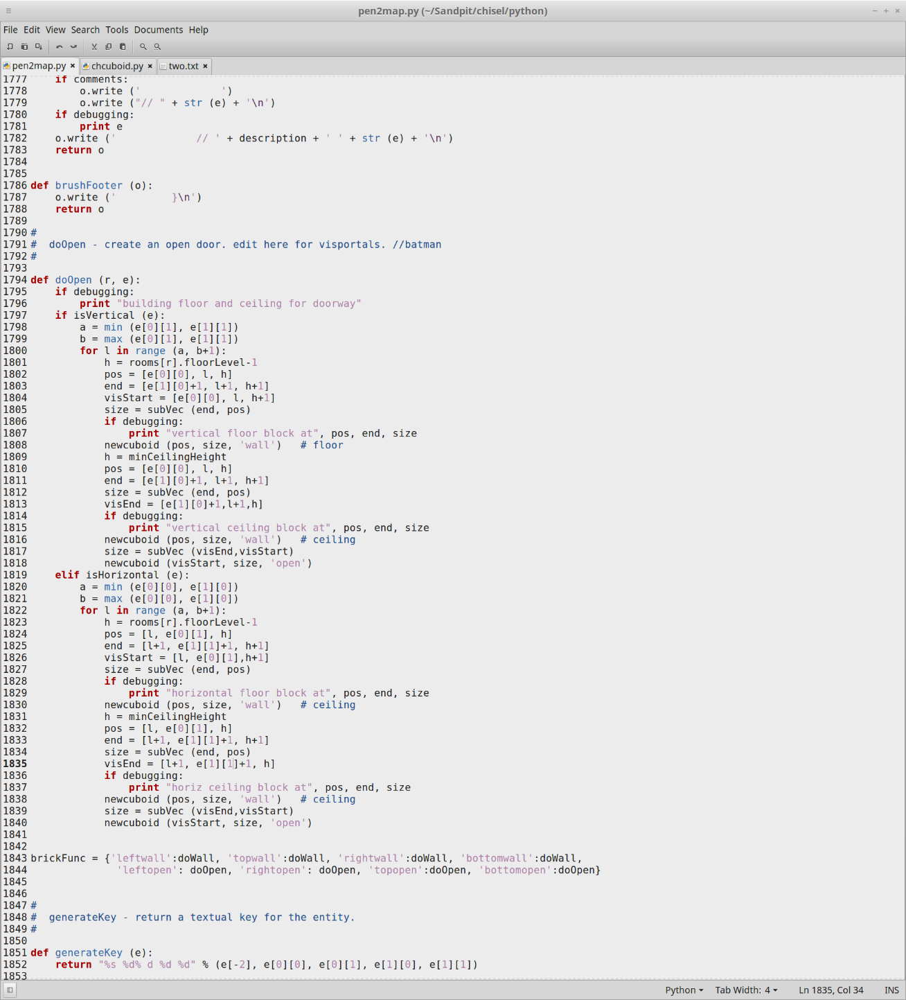 pen2map.py (~/Sandpit/chisel/python)
File Edit View Search Tools Documents Help
pen2map.py × chcuboid.py × two.txt ×
1777     if comments:
1778         o.write ('             ')
1779         o.write ("// " + str (e) + '\n')
1780     if debugging:
1781         print e
1782     o.write ('             // ' + description + ' ' + str (e) + '\n')
1783     return o
1784
1785
1786 def brushFooter (o):
1787     o.write ('         }\n')
1788     return o
1789
1790 #
1791 #  doOpen - create an open door. edit here for visportals. //batman
1792 #
1793
1794 def doOpen (r, e):
1795     if debugging:
1796         print "building floor and ceiling for doorway"
1797     if isVertical (e):
1798         a = min (e[0][1], e[1][1])
1799         b = max (e[0][1], e[1][1])
1800         for l in range (a, b+1):
1801             h = rooms[r].floorLevel-1
1802             pos = [e[0][0], l, h]
1803             end = [e[1][0]+1, l+1, h+1]
1804             visStart = [e[0][0], l, h+1]
1805             size = subVec (end, pos)
1806             if debugging:
1807                 print "vertical floor block at", pos, end, size
1808             newcuboid (pos, size, 'wall')   # floor
1809             h = minCeilingHeight
1810             pos = [e[0][0], l, h]
1811             end = [e[1][0]+1, l+1, h+1]
1812             size = subVec (end, pos)
1813             visEnd = [e[1][0]+1,l+1,h]
1814             if debugging:
1815                 print "vertical ceiling block at", pos, end, size
1816             newcuboid (pos, size, 'wall')   # ceiling
1817             size = subVec (visEnd,visStart)
1818             newcuboid (visStart, size, 'open')
1819     elif isHorizontal (e):
1820         a = min (e[0][0], e[1][0])
1821         b = max (e[0][0], e[1][0])
1822         for l in range (a, b+1):
1823             h = rooms[r].floorLevel-1
1824             pos = [l, e[0][1], h]
1825             end = [l+1, e[1][1]+1, h+1]
1826             visStart = [l, e[0][1],h+1]
1827             size = subVec (end, pos)
1828             if debugging:
1829                 print "horizontal floor block at", pos, end, size
1830             newcuboid (pos, size, 'wall')   # ceiling
1831             h = minCeilingHeight
1832             pos = [l, e[0][1], h]
1833             end = [l+1, e[1][1]+1, h+1]
1834             size = subVec (end, pos)
1835             visEnd = [l+1, e[1][1]+1, h]
1836             if debugging:
1837                 print "horiz ceiling block at", pos, end, size
1838             newcuboid (pos, size, 'wall')   # ceiling
1839             size = subVec (visEnd,visStart)
1840             newcuboid (visStart, size, 'open')
1841
1842
1843 brickFunc = {'leftwall':doWall, 'topwall':doWall, 'rightwall':doWall, 'bottomwall':doWall,
1844               'leftopen': doOpen, 'rightopen': doOpen, 'topopen':doOpen, 'bottomopen':doOpen}
1845
1846
1847 #
1848 #  generateKey - return a textual key for the entity.
1849 #
1850
1851 def generateKey (e):
1852     return "%s %d% d %d %d" % (e[-2], e[0][0], e[0][1], e[1][0], e[1][1])
1853
Python Tab Width: 4 Ln 1835, Col 34 INS